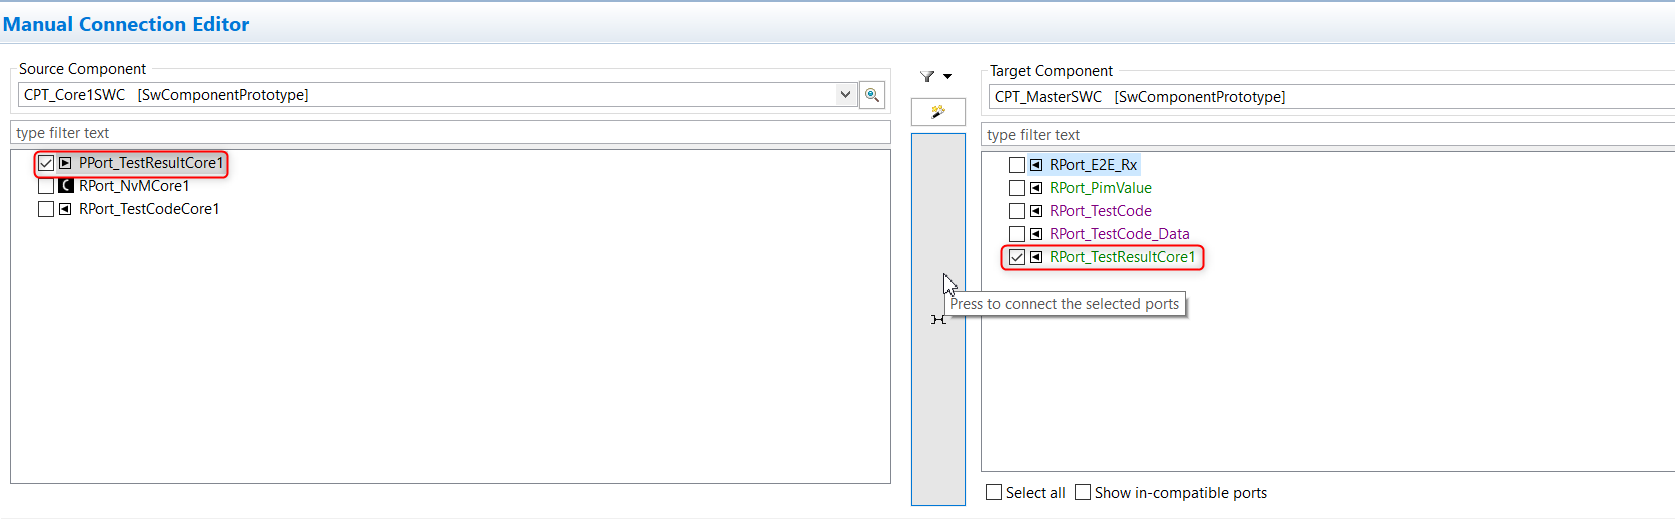 Manual Connection Editor
Source Component
CPT_Core1SWC [SwComponentPrototype]
type filter text
PPort_TestResultCore1
RPort_NvMCore1
RPort_TestCodeCore1
Target Component
CPT_MasterSWC [SwComponentPrototype]
type filter text
RPort_E2E_Rx
RPort_PimValue
RPort_TestCode
RPort_TestCode_Data
RPort_TestResultCore1
Press to connect the selected ports
Select all Show in-compatible ports